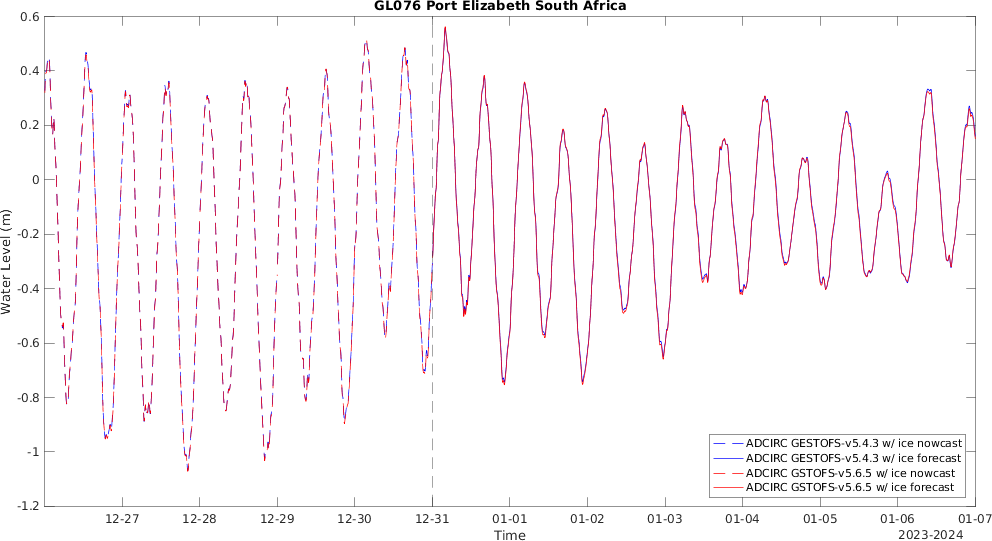 GL076 Port Elizabeth South Africa
0.6
0.4
0.2
0
-0.2
-0.4
-0.6
-0.8
-1
-1.2
Water Level (m)
ADCIRC GESTOFS-v5.4.3 w/ ice nowcast
ADCIRC GESTOFS-v5.4.3 w/ ice forecast
ADCIRC GSTOFS-v5.6.5 w/ ice nowcast
ADCIRC GSTOFS-v5.6.5 w/ ice forecast
12-27 12-28 12-29 12-30 12-31 01-01 01-02 01-03 01-04 01-05 01-06 01-07
Time
2023-2024